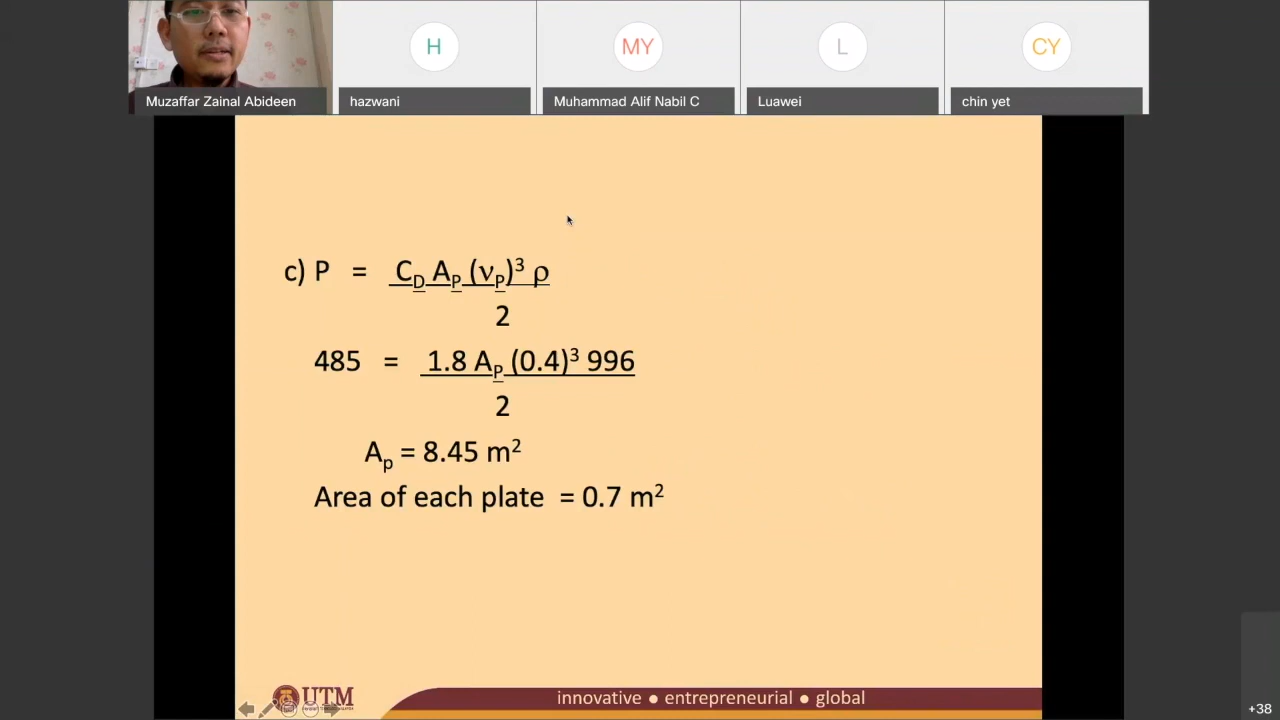 H
MY
L
CY
Muzaffar Zainal Abideen
hazwani
Muhammad Alif Nabil C
Luawei
chin yet
c) P = C_D A_P (ν_P)³ ρ
2
485 = 1.8 A_P (0.4)³ 996
2
A_p = 8.45 m²
Area of each plate = 0.7 m²
UTM
innovative ● entrepreneurial ● global
+38